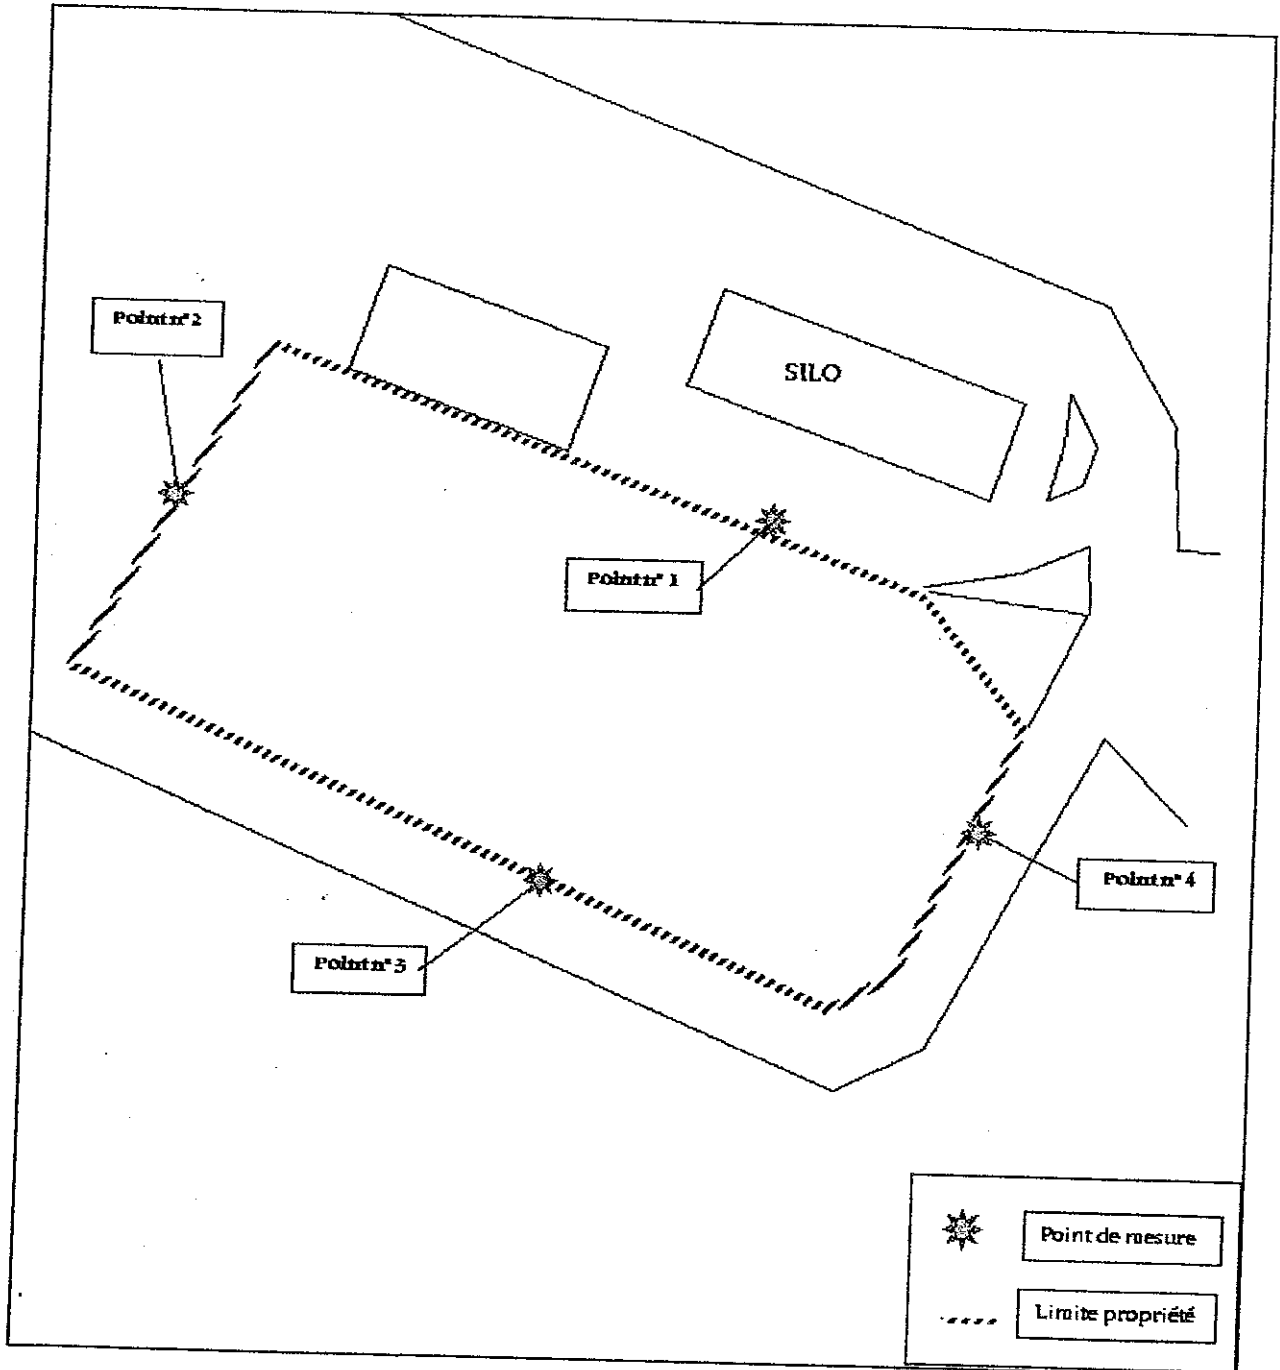 Point n° 2
SILO
Point n° 1
Point n° 4
Point n° 3
Point de mesure
Limite propriété